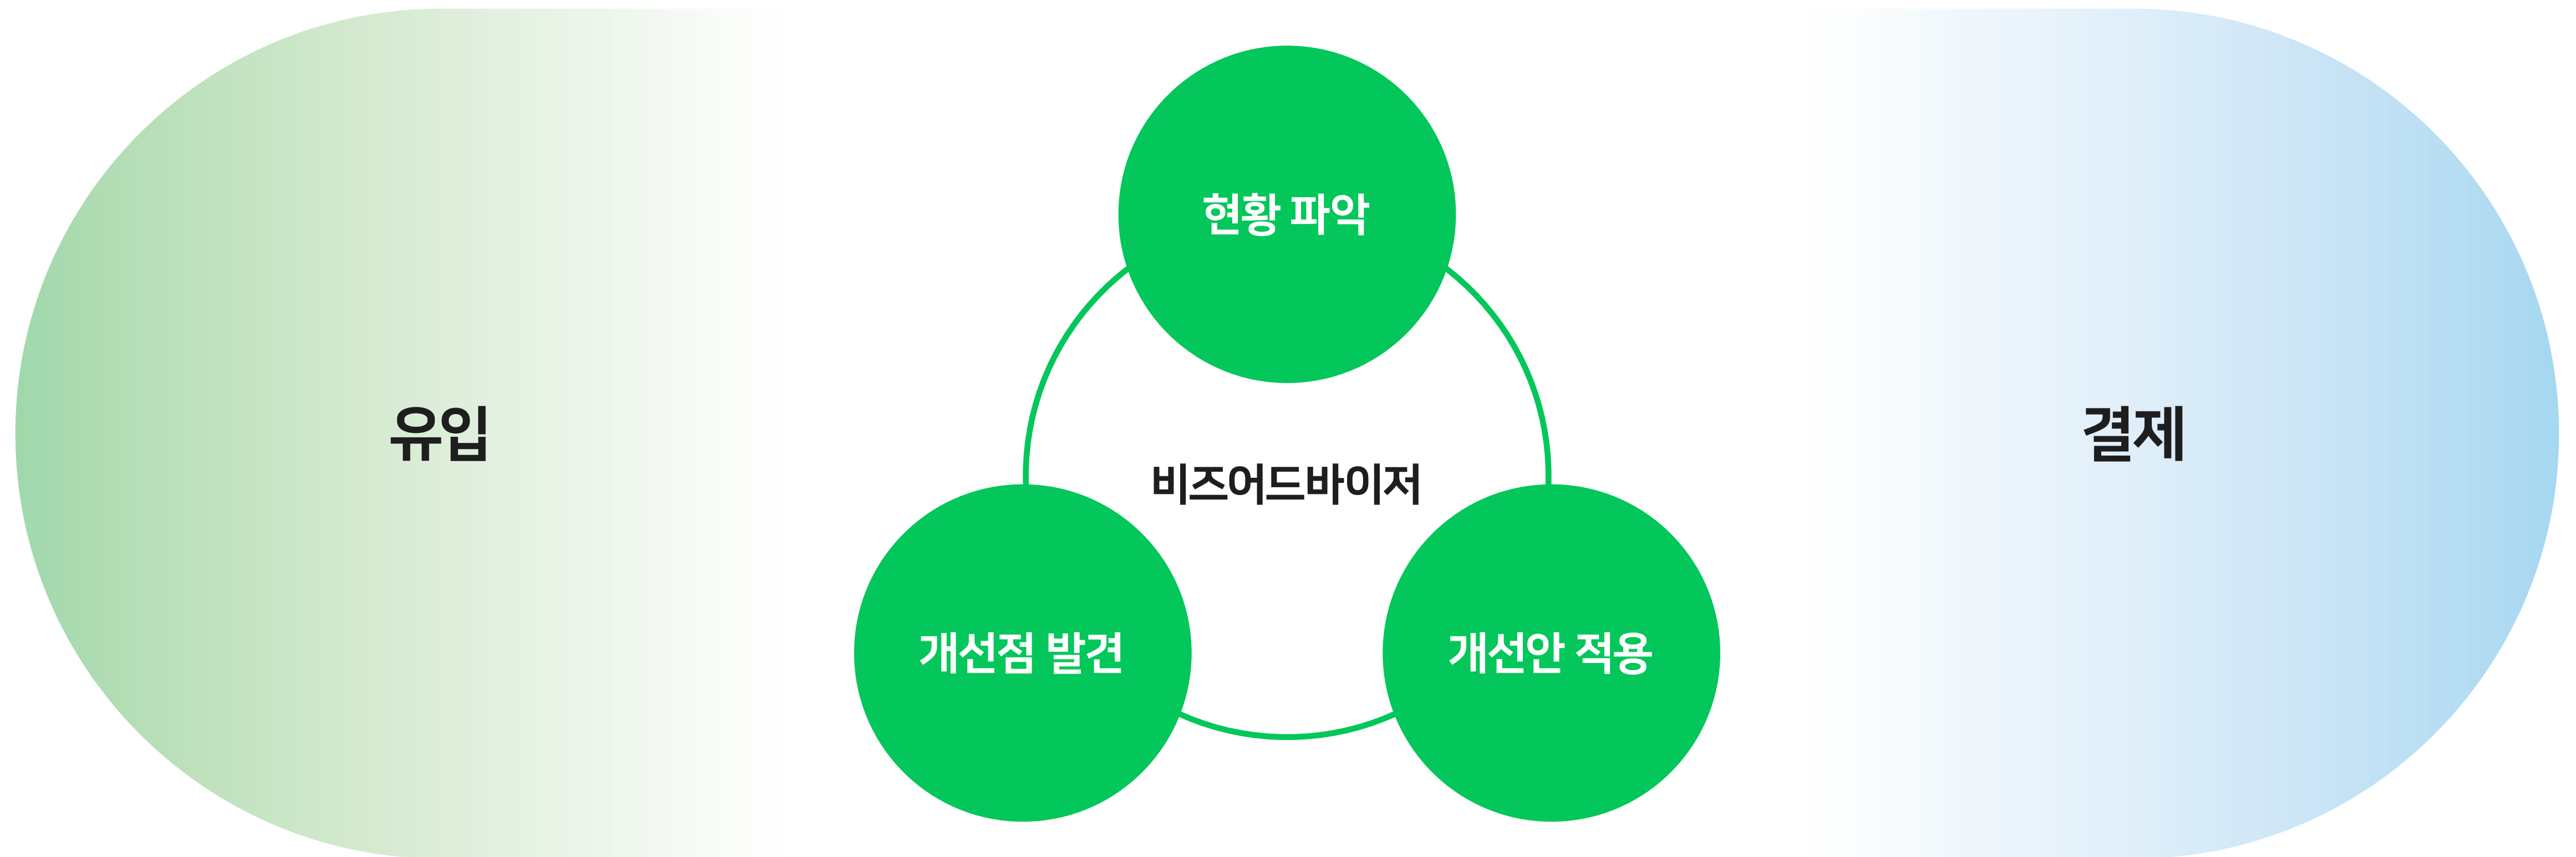 유입
현황 파악
비즈어드바이저
개선점 발견
개선안 적용
결제